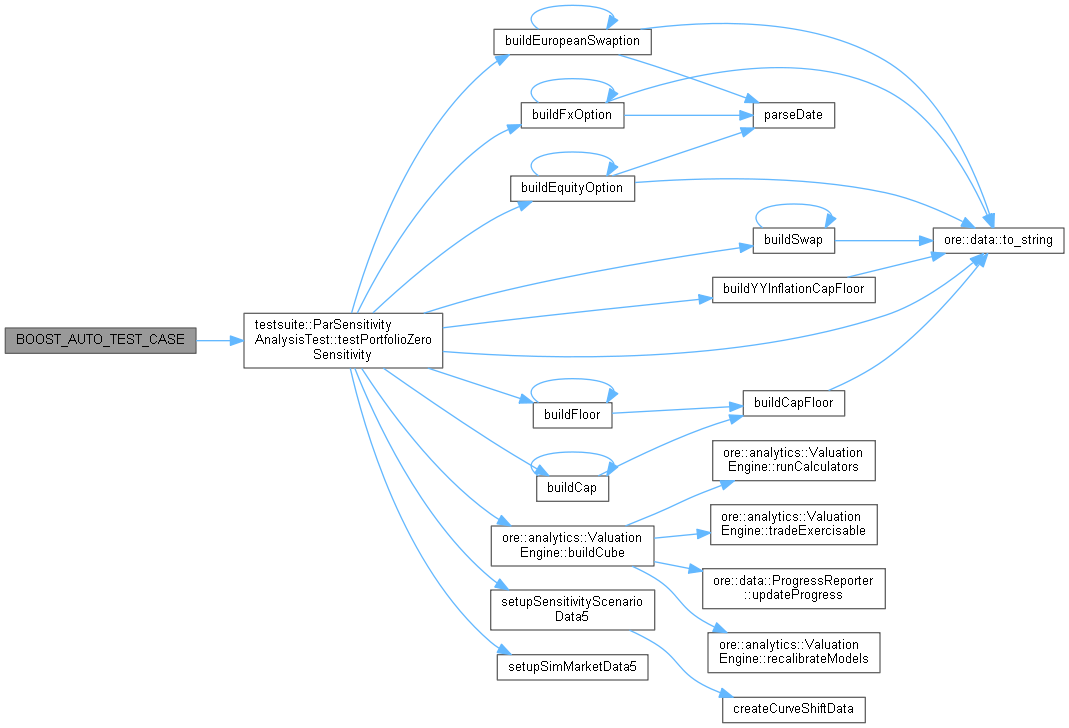 buildEuropeanSwaption
buildFxOption
parseDate
buildEquityOption
buildSwap
ore::data::to_string
buildYYInflationCapFloor
testsuite::ParSensitivity
AnalysisTest::testPortfolioZero
Sensitivity
BOOST_AUTO_TEST_CASE
buildCapFloor
buildFloor
ore::analytics::Valuation
Engine::runCalculators
buildCap
ore::analytics::Valuation
Engine::tradeExercisable
ore::analytics::Valuation
Engine::buildCube
ore::data::ProgressReporter
::updateProgress
setupSensitivityScenario
Data5
ore::analytics::Valuation
Engine::recalibrateModels
setupSimMarketData5
createCurveShiftData